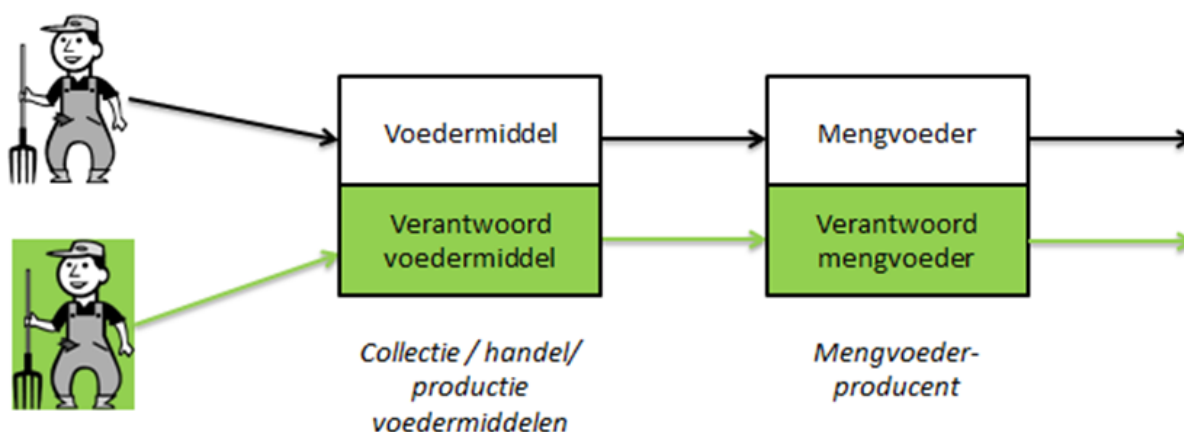 Voedermiddel
Mengvoeder
Verantwoord
voedermiddel
Verantwoord
mengvoeder
Collectie / handel/
productie
voedermiddelen
Mengvoeder-
producent